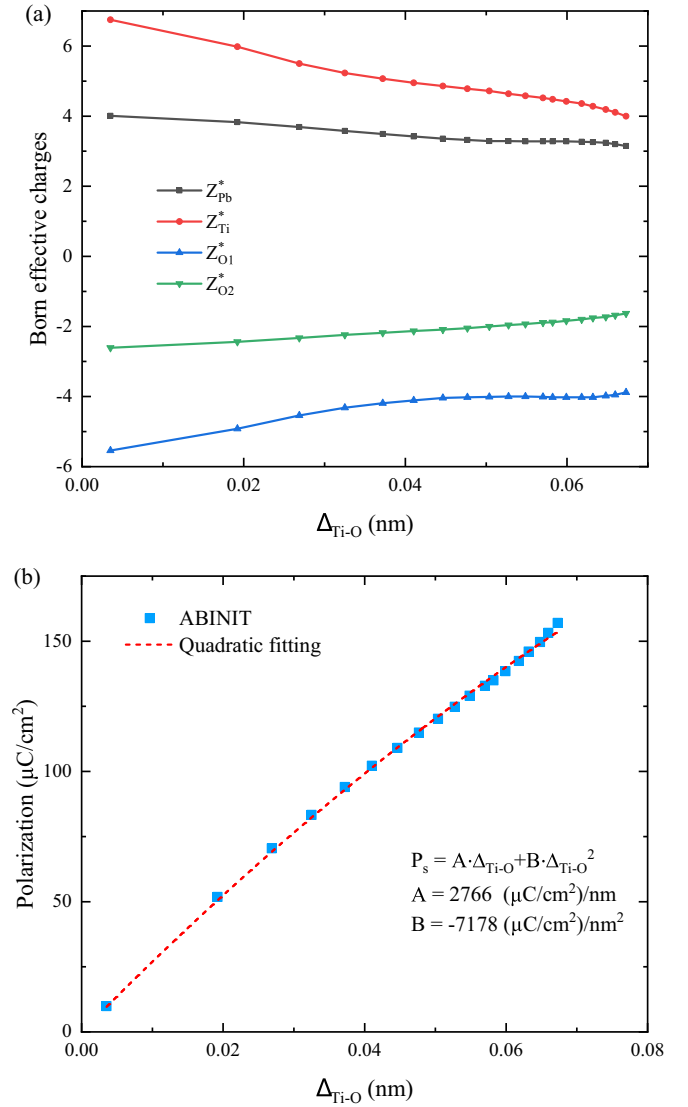 (a)
6
4
2
0
-2
-4
-6
Born effective charges
Z*Pb
Z*Ti
Z*O1
Z*O2
0.00 0.02 0.04 0.06
ΔTi-O (nm)
(b)
150
100
50
0
Polarization (μC/cm²)
ABINIT
Quadratic fitting
Ps = A·ΔTi-O+B·ΔTi-O²
A = 2766 (μC/cm²)/nm
B = -7178 (μC/cm²)/nm²
0.00 0.02 0.04 0.06 0.08
ΔTi-O (nm)